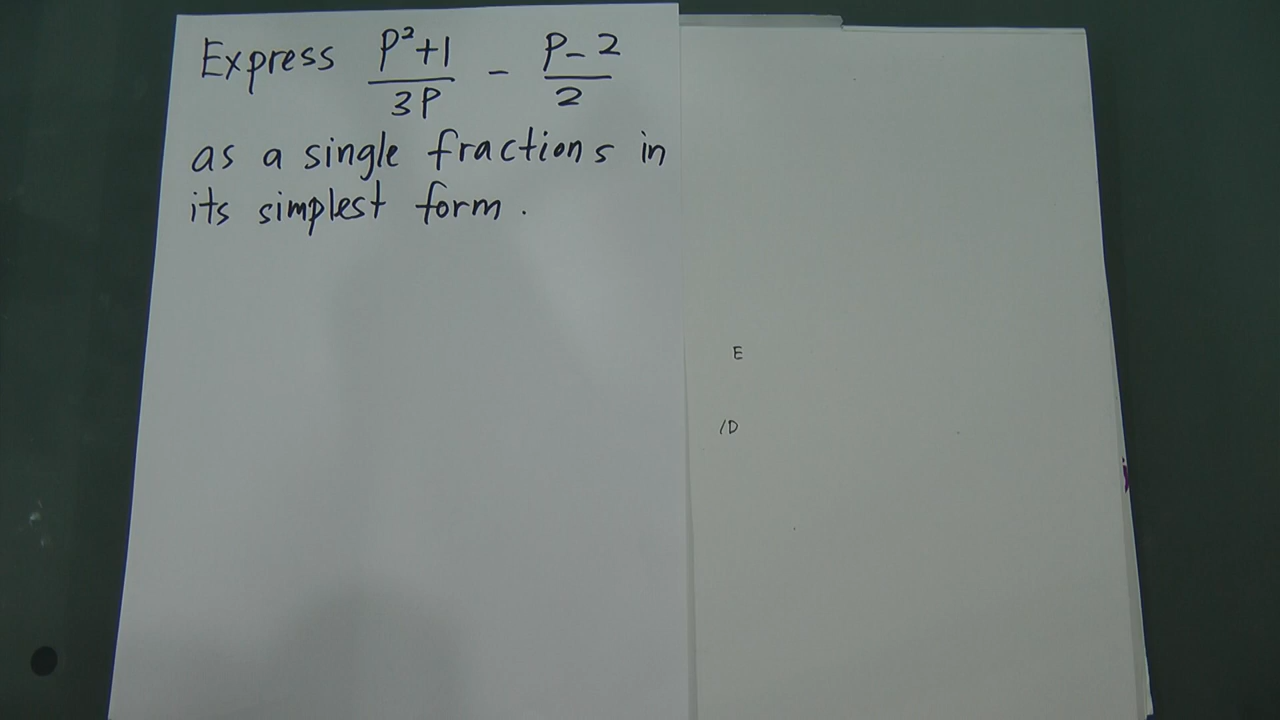 Express P²+1/3P - P-2/2
as a single fractions in
its simplest form.
E
/D